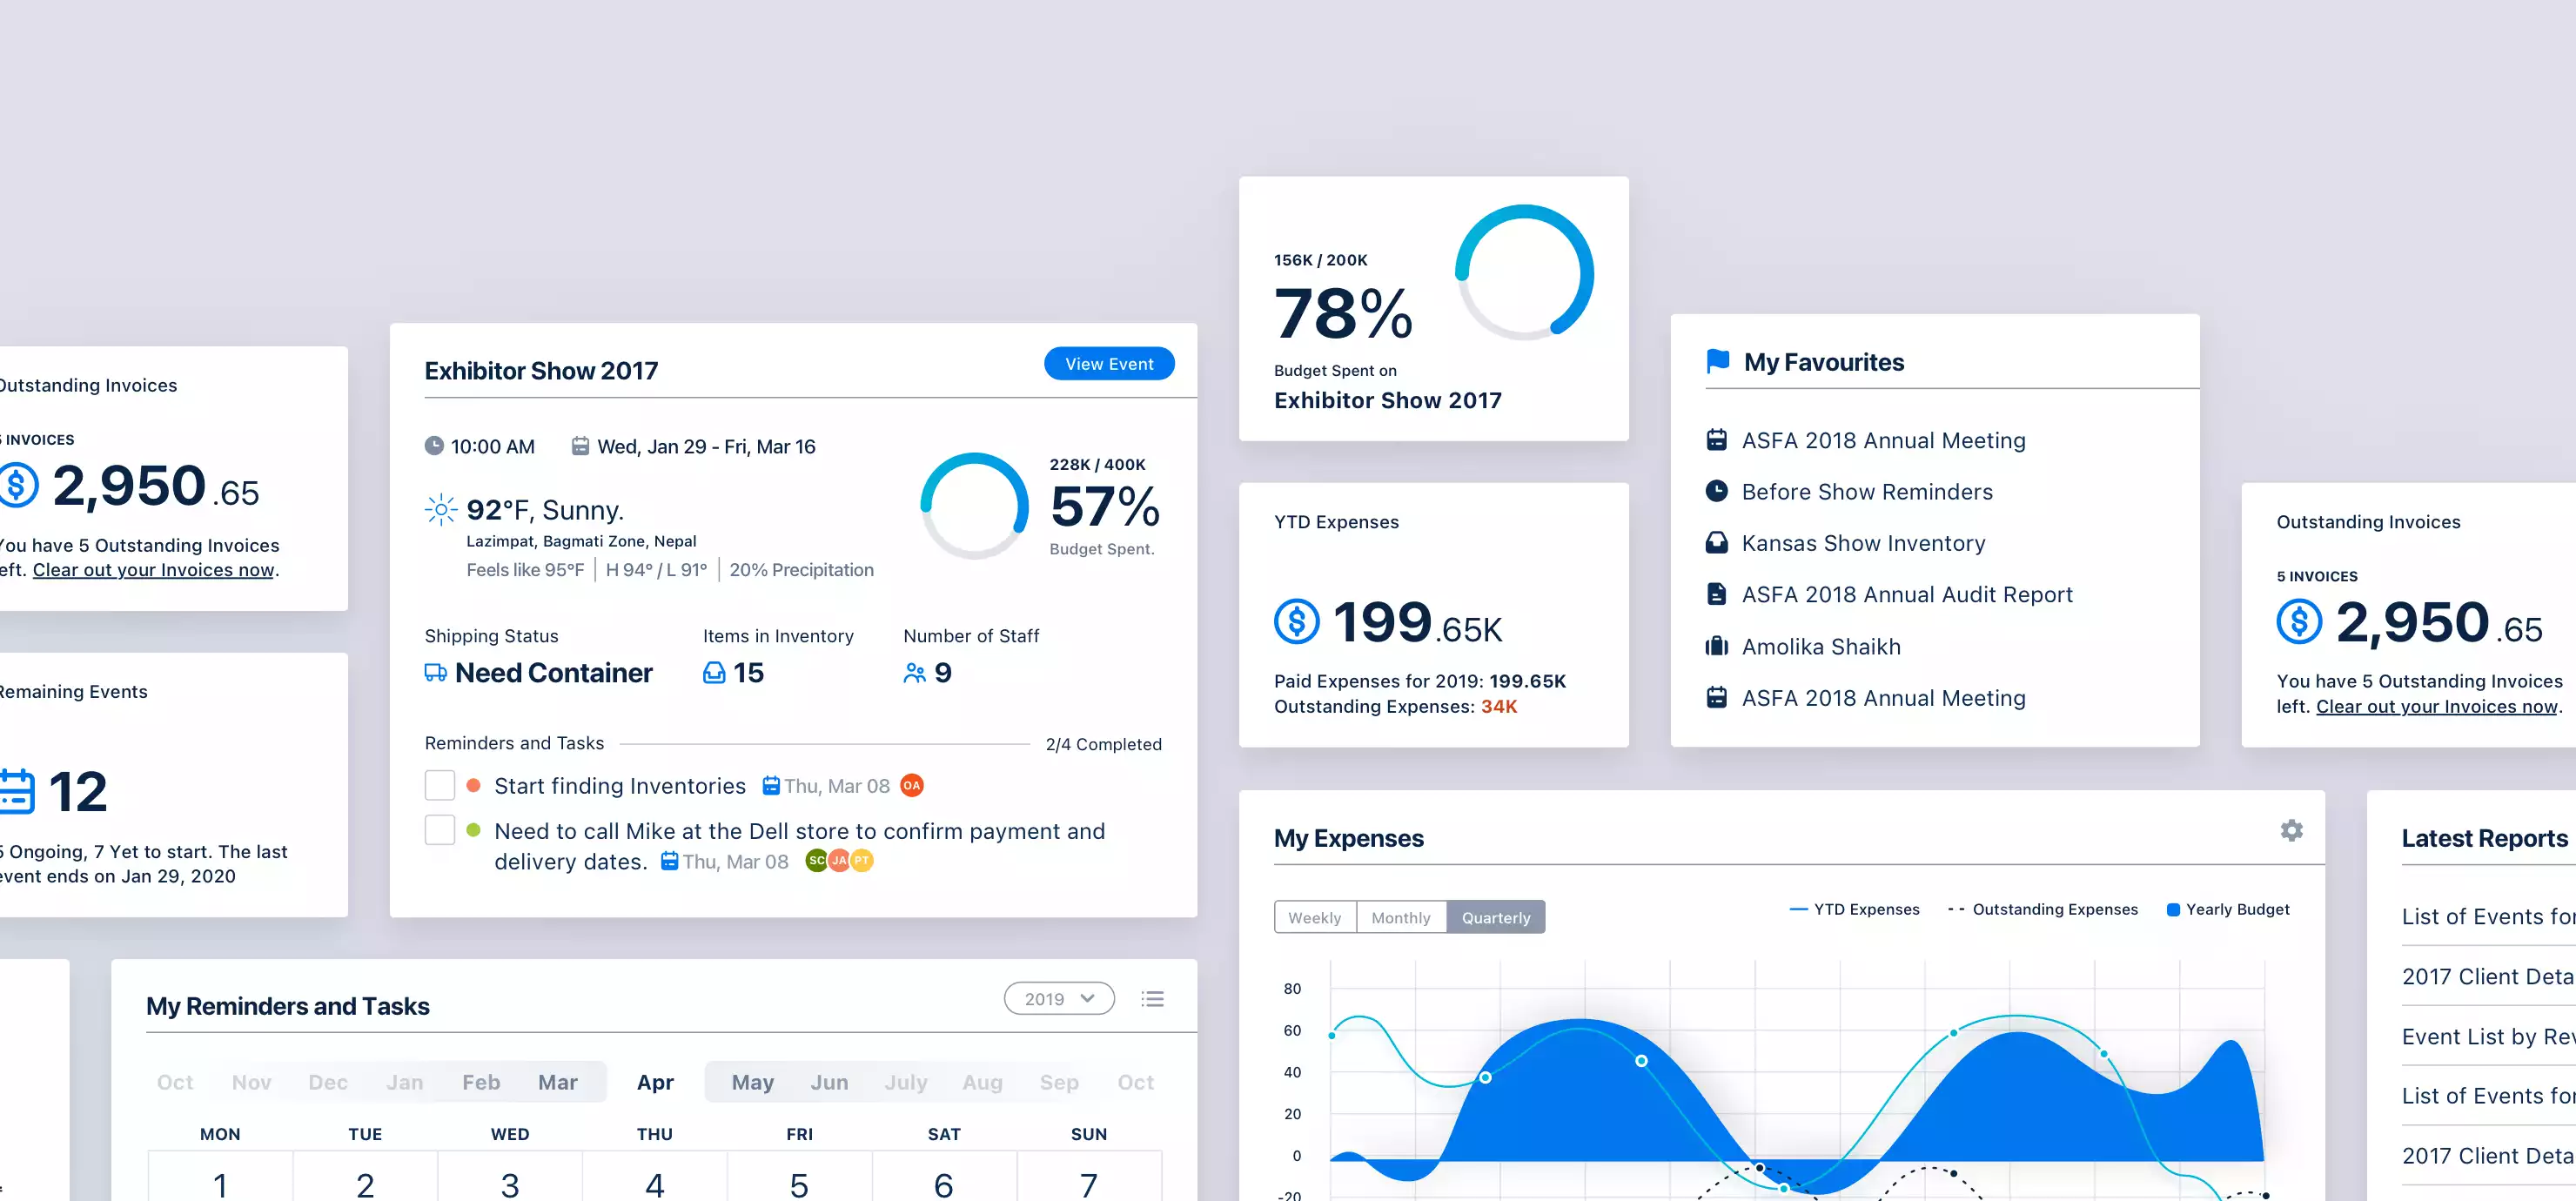 Outstanding Invoices
5 INVOICES
$ 2,950.65
You have 5 Outstanding Invoices
left. Clear out your Invoices now.
Remaining Events
12
5 Ongoing, 7 Yet to start. The last
event ends on Jan 29, 2020
Exhibitor Show 2017
View Event
10:00 AM
Wed, Jan 29 - Fri, Mar 16
92°F, Sunny.
Lazimpat, Bagmati Zone, Nepal
Feels like 95°F | H 94° / L 91° | 20% Precipitation
228K / 400K
57%
Budget Spent.
Shipping Status
Need Container
Items in Inventory
15
Number of Staff
9
Reminders and Tasks
2/4 Completed
Start finding Inventories Thu, Mar 08 OA
Need to call Mike at the Dell store to confirm payment and
delivery dates. Thu, Mar 08 SC JA PT
My Reminders and Tasks
2019
Oct Nov Dec Jan Feb Mar Apr May Jun July Aug Sep Oct
MON TUE WED THU FRI SAT SUN
1 2 3 4 5 6 7
156K / 200K
78%
Budget Spent on
Exhibitor Show 2017
YTD Expenses
$ 199.65K
Paid Expenses for 2019: 199.65K
Outstanding Expenses: 34K
My Favourites
ASFA 2018 Annual Meeting
Before Show Reminders
Kansas Show Inventory
ASFA 2018 Annual Audit Report
Amolika Shaikh
ASFA 2018 Annual Meeting
Outstanding Invoices
5 INVOICES
$ 2,950.65
You have 5 Outstanding Invoices
left. Clear out your Invoices now.
My Expenses
Weekly Monthly Quarterly
YTD Expenses Outstanding Expenses Yearly Budget
80
60
40
20
0
-20
Latest Reports
List of Events for
2017 Client Deta
Event List by Rev
List of Events for
2017 Client Deta